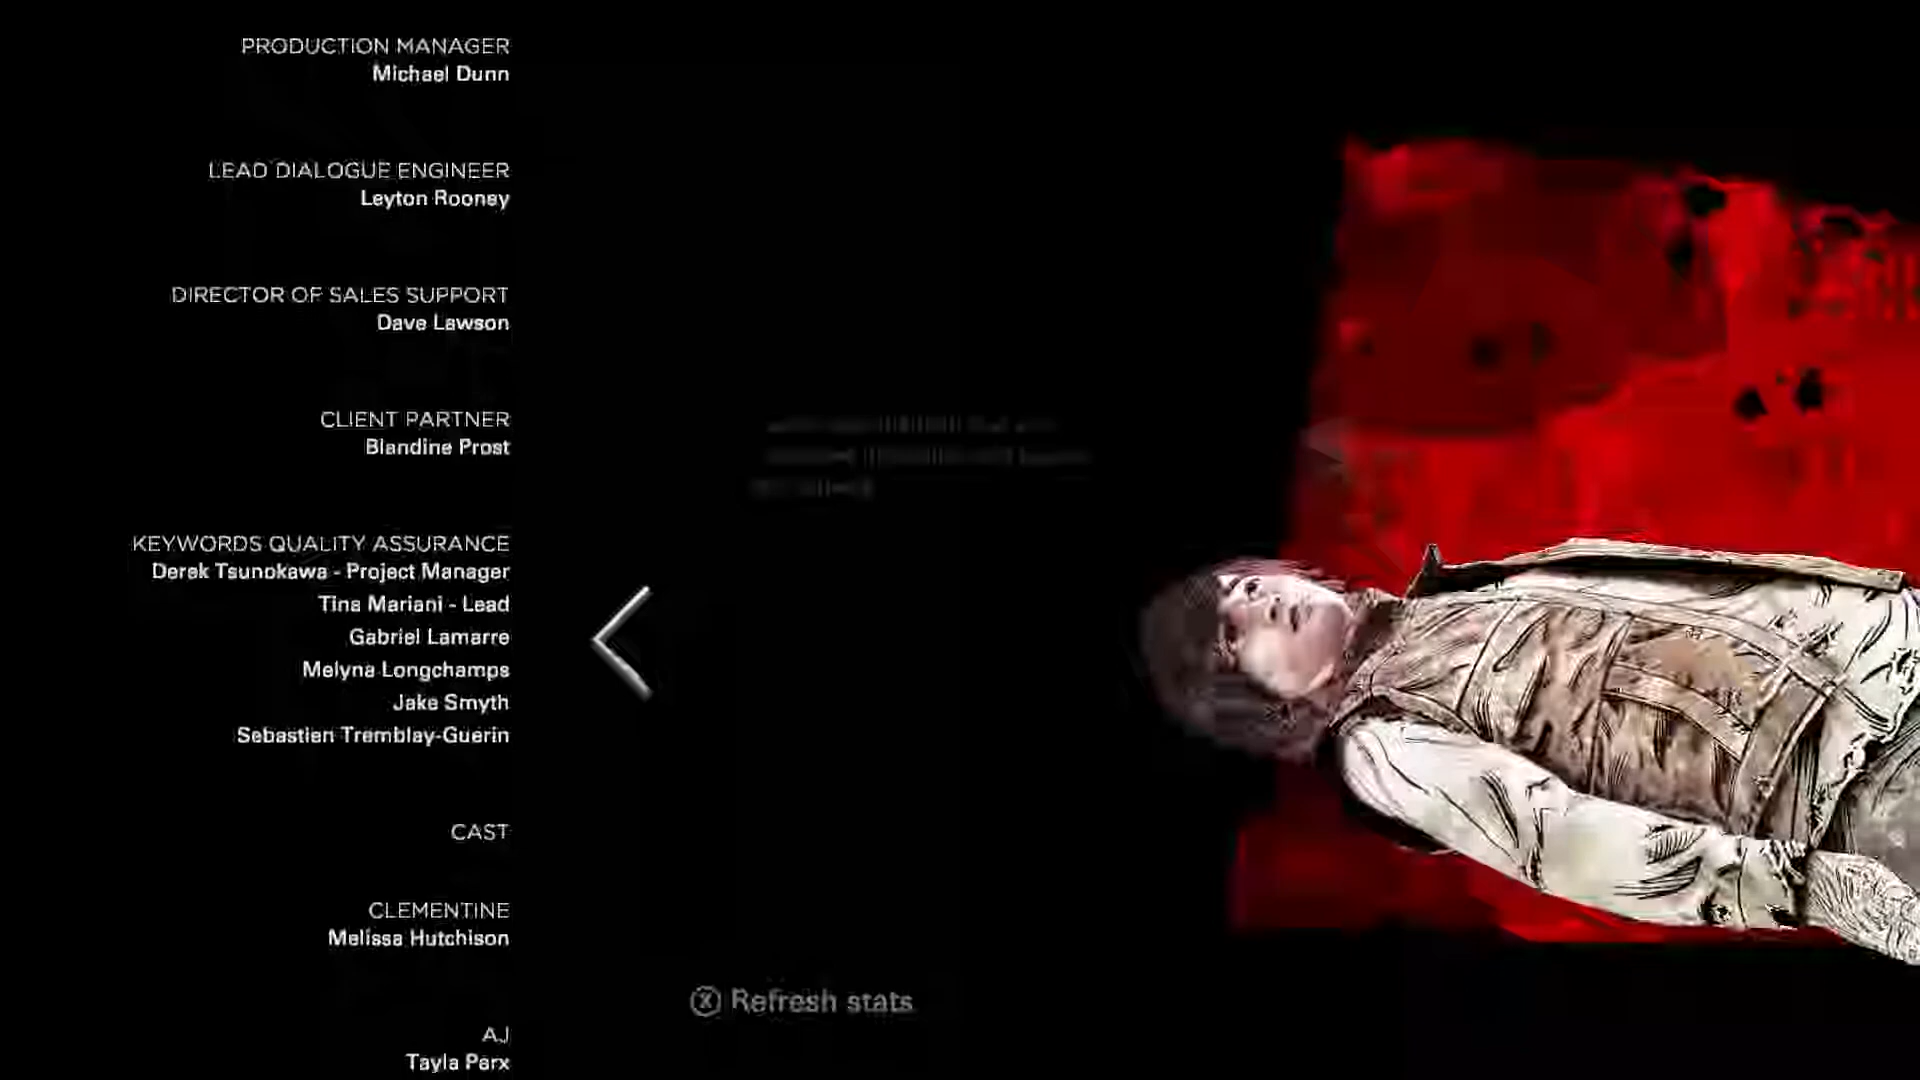 PRODUCTION MANAGER
Michael Dunn
LEAD DIALOGUE ENGINEER
Leyton Rooney
DIRECTOR OF SALES SUPPORT
Dave Lawson
CLIENT PARTNER
Blandine Prost
KEYWORDS QUALITY ASSURANCE
Derek Tsunokawa - Project Manager
Tina Mariani - Lead
Gabriel Lamarre
Melyna Longchamps
Jake Smyth
Sebastien Tremblay-Guerin
CAST
CLEMENTINE
Melissa Hutchison
AJ
Tayla Parx
X Refresh stats